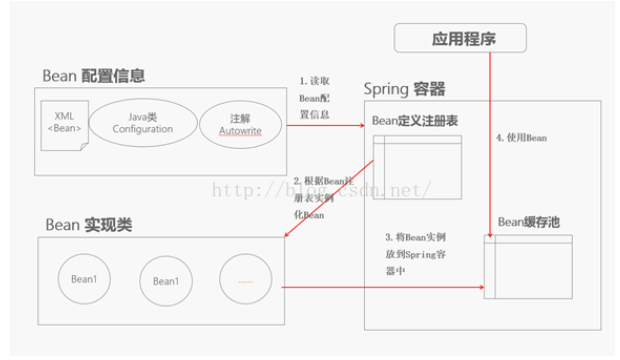 应用程序
Bean 配置信息
XML
<Bean>
Java类
Configuration
注解
Autowrite
1.读取
Bean配
置信息
Spring 容器
Bean定义注册表
4.使用Bean
2.根据Bean注
册表实例
化Bean
http://blog.csdn.net/
Bean 实现类
Bean1
Bean1
......
3.将Bean实例
放到Spring容
器中
Bean缓存池